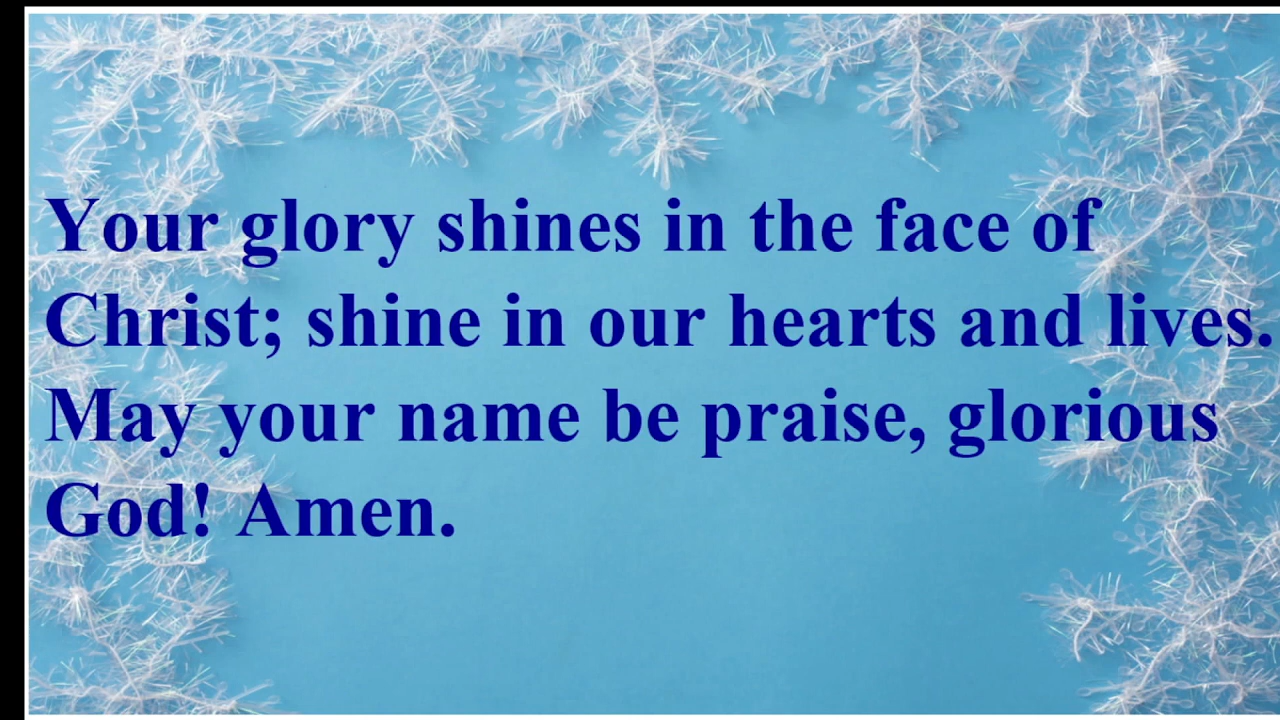 Your glory shines in the face of
Christ; shine in our hearts and lives.
May your name be praise, glorious
God! Amen.